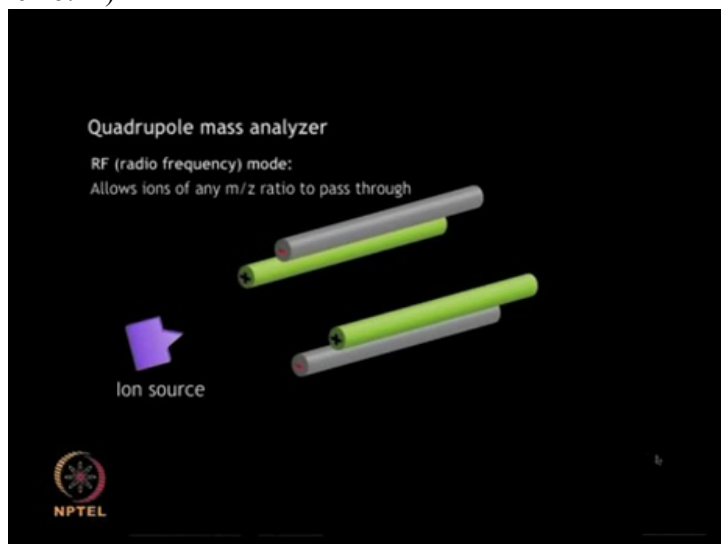 Quadrupole mass analyzer
RF (radio frequency) mode:
Allows ions of any m/z ratio to pass through
-
+
+
-
Ion source
NPTEL